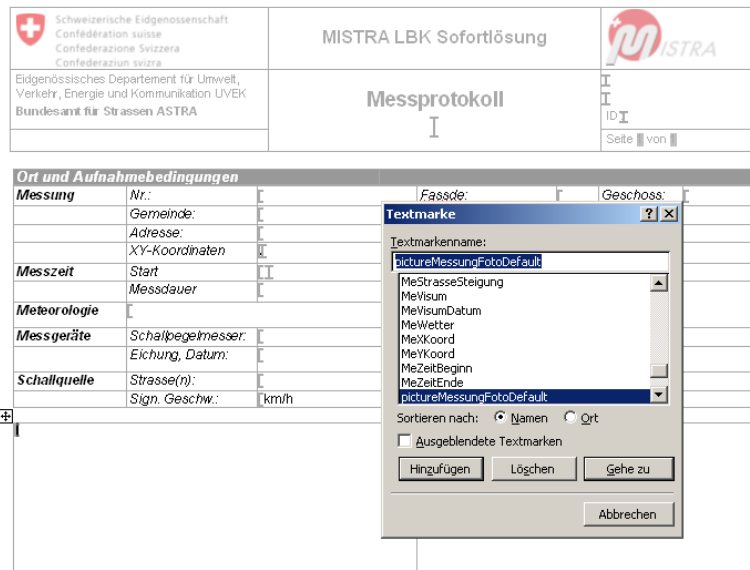 Schweizerische Eidgenossenschaft
Confédération suisse
Confederazione Svizzera
Confederaziun svizra
MISTRA LBK Sofortlösung
MISTRA
Eidgenössisches Departement für Umwelt,
Verkehr, Energie und Kommunikation UVEK
Bundesamt für Strassen ASTRA
Messprotokoll
ID
Seite von
Ort und Aufnahmebedingungen
Messung Nr.: Fassde: Geschoss:
Gemeinde:
Adresse:
XY-Koordinaten
Messzeit Start
Messdauer
Meteorologie
Messgeräte Schallpegelmesser:
Eichung, Datum:
Schallquelle Strasse(n):
Sign. Geschw.: km/h
Textmarke
Textmarkenname:
pictureMessungFotoDefault
MeStrasseSteigung
MeVisum
MeVisumDatum
MeWetter
MeXKoord
MeYKoord
MeZeitBeginn
MeZeitEnde
pictureMessungFotoDefault
Sortieren nach: Namen Ort
Ausgeblendete Textmarken
Hinzufügen Löschen Gehe zu
Abbrechen